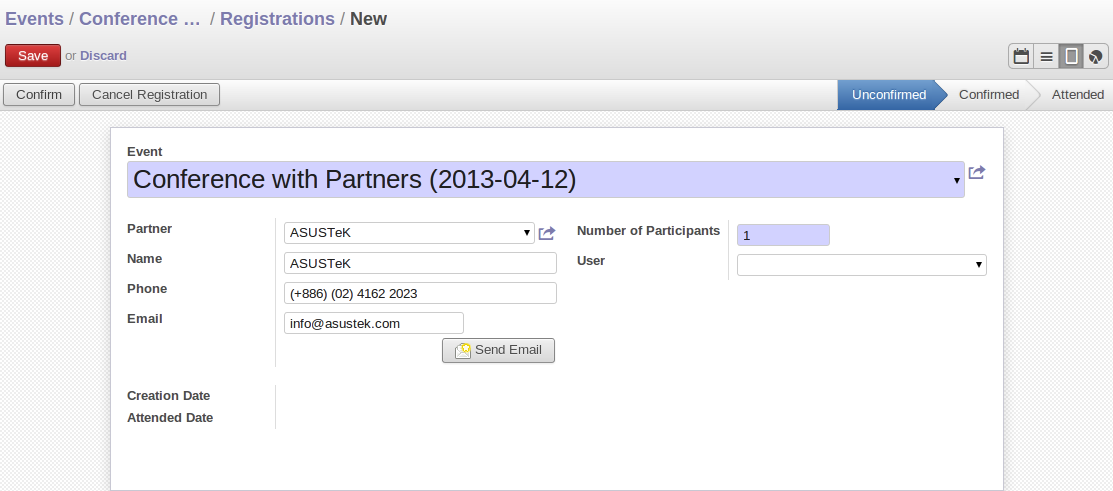 Events / Conference ... / Registrations / New
Save or Discard
Confirm Cancel Registration Unconfirmed Confirmed Attended
Event
Conference with Partners (2013-04-12)
Partner ASUSTeK Number of Participants 1
Name ASUSTeK User
Phone (+886) (02) 4162 2023
Email info@asustek.com
Send Email
Creation Date
Attended Date